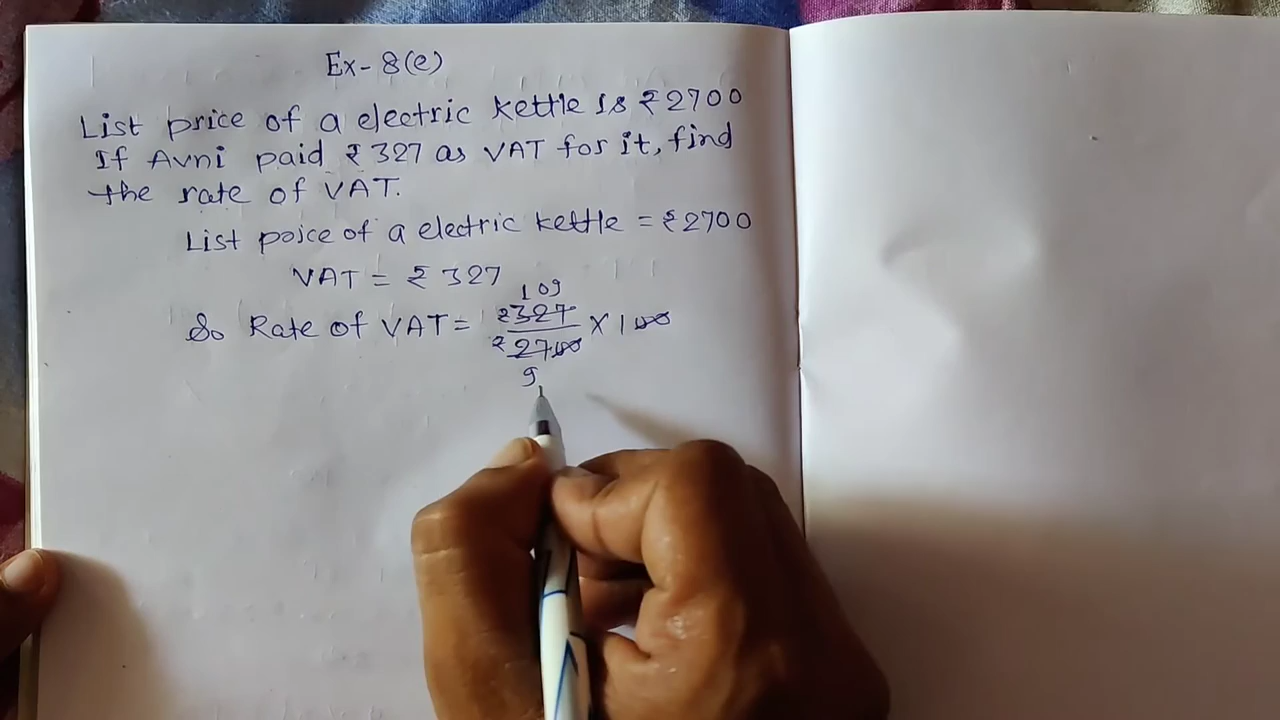 Ex- 8(e)
List price of a electric kettle is ₹2700
If Avni paid ₹327 as VAT for it, find
the rate of VAT.
List poice of a electric kettle = ₹2700
VAT = ₹ 327
109
So Rate of VAT = ₹327/₹2700 × 100
9